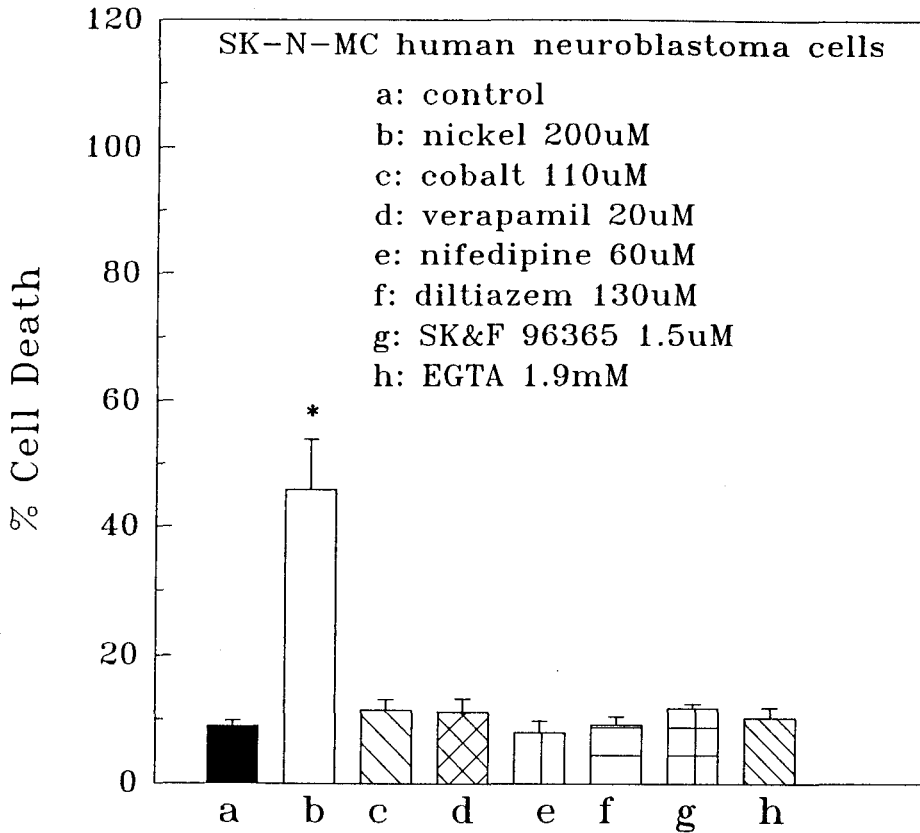 120
SK-N-MC human neuroblastoma cells
a: control
b: nickel 200uM
c: cobalt 110uM
d: verapamil 20uM
e: nifedipine 60uM
f: diltiazem 130uM
g: SK&F 96365 1.5uM
h: EGTA 1.9mM
100
80
60
40
20
0
% Cell Death
*
a b c d e f g h